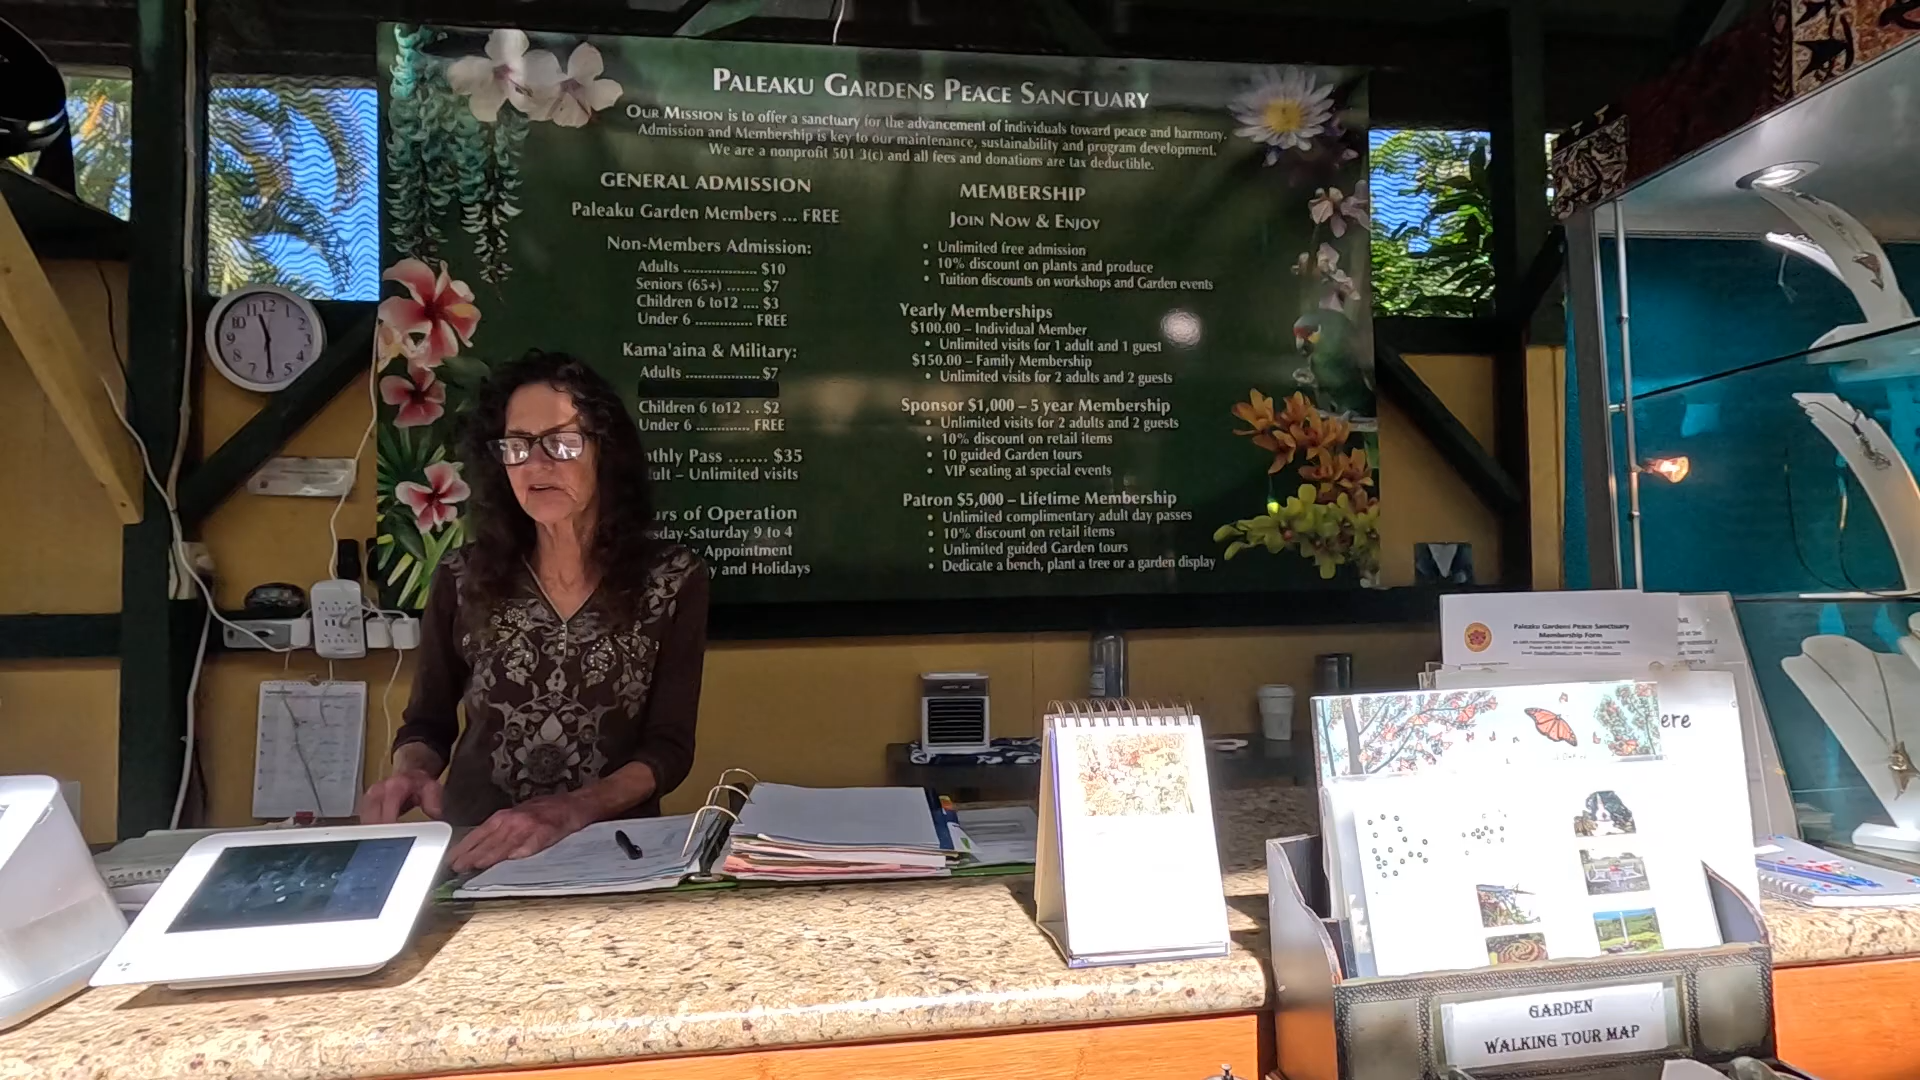 PALEAKU GARDENS PEACE SANCTUARY
OUR MISSION is to offer a sanctuary for the advancement of individuals toward peace and harmony.
Admission and Membership is key to our maintenance, sustainability and program development.
We are a nonprofit 501 3(c) and all fees and donations are tax deductible.
GENERAL ADMISSION
Paleaku Garden Members ... FREE
Non-Members Admission:
Adults .................. $10
Seniors (65+) ....... $7
Children 6 to12 .... $3
Under 6 .............. FREE
Kama'aina & Military:
Adults ................... $7
Children 6 to12 ... $2
Under 6 ............. FREE
thly Pass ....... $35
ult – Unlimited visits
rs of Operation
sday-Saturday 9 to 4
Appointment
y and Holidays
MEMBERSHIP
JOIN NOW & ENJOY
• Unlimited free admission
• 10% discount on plants and produce
• Tuition discounts on workshops and Garden events
Yearly Memberships
$100.00 – Individual Member
• Unlimited visits for 1 adult and 1 guest
$150.00 – Family Membership
• Unlimited visits for 2 adults and 2 guests
Sponsor $1,000 – 5 year Membership
• Unlimited visits for 2 adults and 2 guests
• 10% discount on retail items
• 10 guided Garden tours
• VIP seating at special events
Patron $5,000 – Lifetime Membership
• Unlimited complimentary adult day passes
• 10% discount on retail items
• Unlimited guided Garden tours
• Dedicate a bench, plant a tree or a garden display
Paleaku Gardens Peace Sanctuary
Membership Form
ere
GARDEN
WALKING TOUR MAP